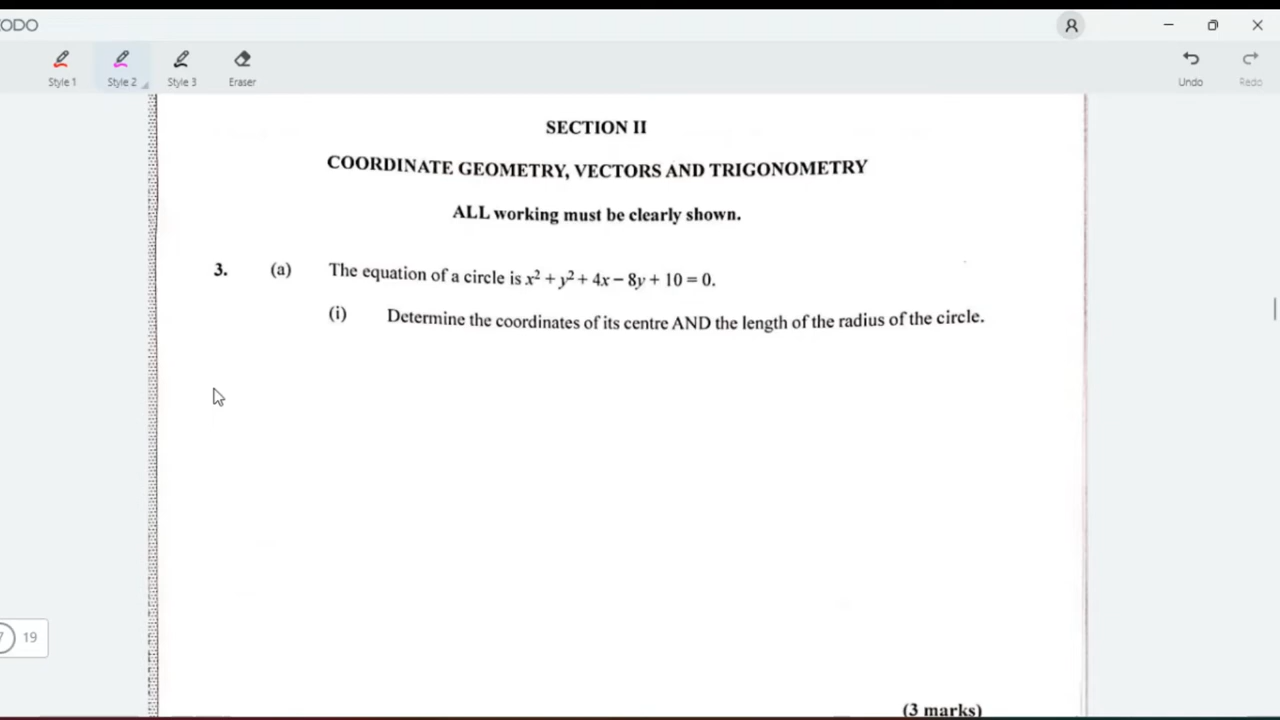 ODO
Style 1
Style 2
Style 3
Eraser
Undo
Redo
SECTION II
COORDINATE GEOMETRY, VECTORS AND TRIGONOMETRY
ALL working must be clearly shown.
3. (a) The equation of a circle is x² + y² + 4x – 8y + 10 = 0.
(i) Determine the coordinates of its centre AND the length of the radius of the circle.
19
(3 marks)